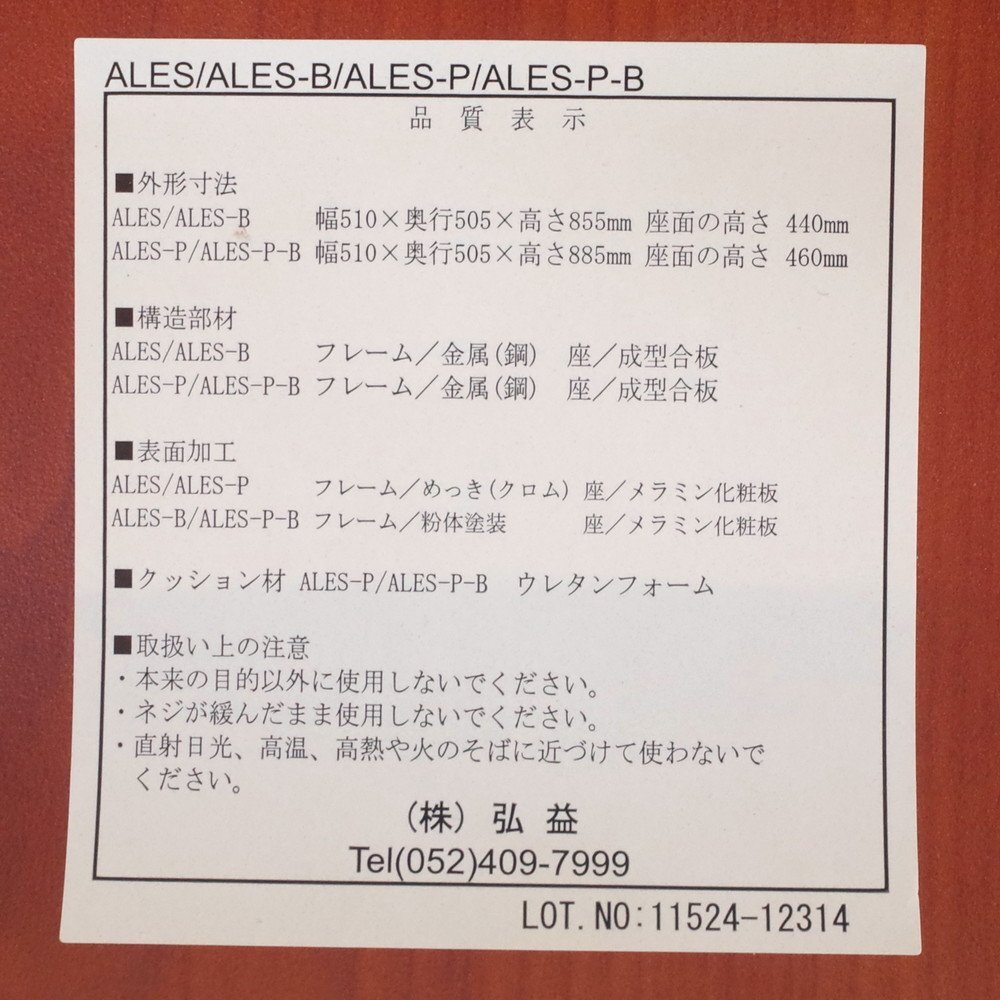 ALES/ALES-B/ALES-P/ALES-P-B
品 質 表 示
■外形寸法
ALES/ALES-B 幅510×奥行505×高さ855mm 座面の高さ 440mm
ALES-P/ALES-P-B 幅510×奥行505×高さ885mm 座面の高さ 460mm
■構造部材
ALES/ALES-B フレーム／金属(鋼) 座／成型合板
ALES-P/ALES-P-B フレーム／金属(鋼) 座／成型合板
■表面加工
ALES/ALES-P フレーム／めっき(クロム) 座／メラミン化粧板
ALES-B/ALES-P-B フレーム／粉体塗装 座／メラミン化粧板
■クッション材 ALES-P/ALES-P-B ウレタンフォーム
■取扱い上の注意
・本来の目的以外に使用しないでください。
・ネジが緩んだまま使用しないでください。
・直射日光、高温、高熱や火のそばに近づけて使わないで
ください。
(株) 弘 益
Tel(052)409-7999
LOT.NO:11524-12314